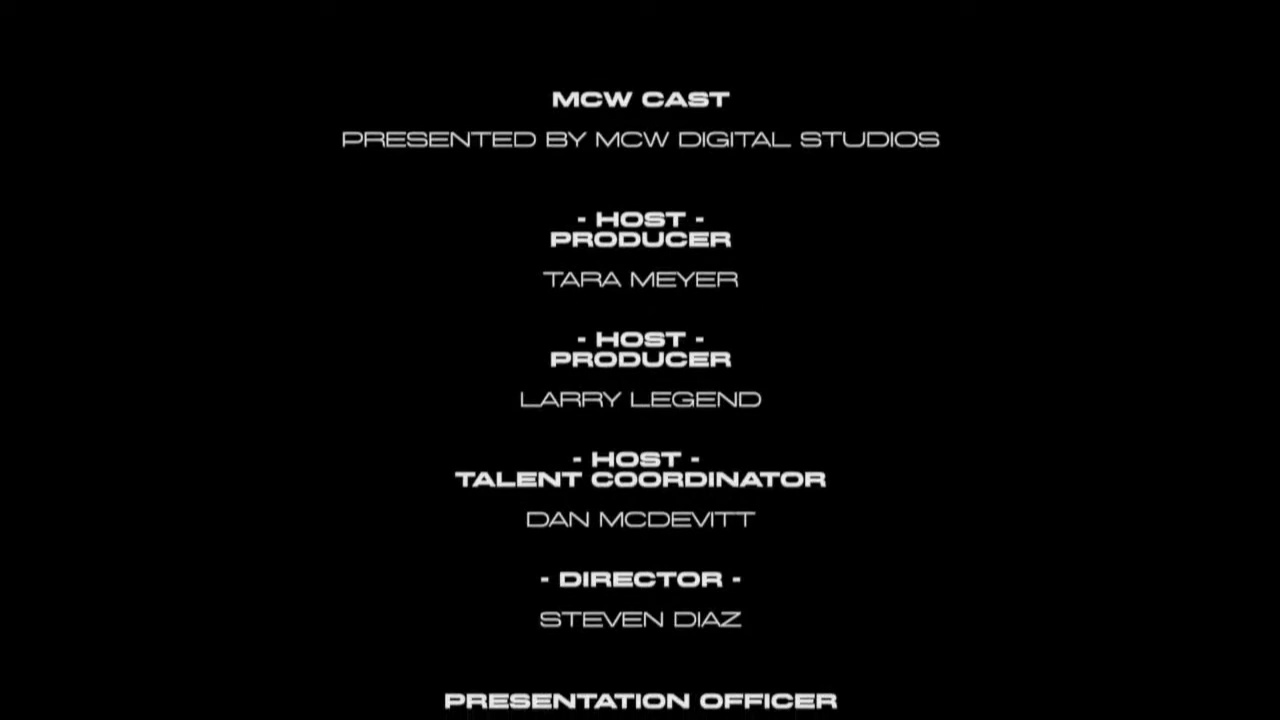 MCW CAST
PRESENTED BY MCW DIGITAL STUDIOS
- HOST -
PRODUCER
TARA MEYER
- HOST -
PRODUCER
LARRY LEGEND
- HOST -
TALENT COORDINATOR
DAN MCDEVITT
- DIRECTOR -
STEVEN DIAZ
PRESENTATION OFFICER